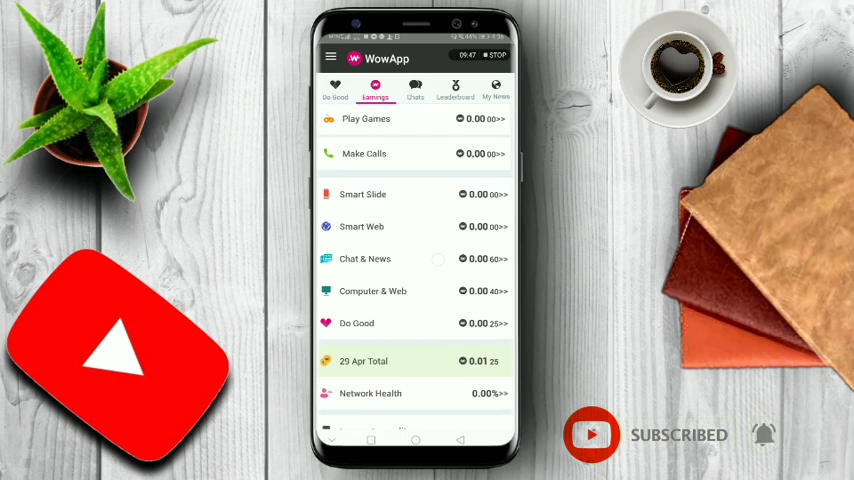 4:36
WowApp
09:47 STOP
Do Good Earnings Chats Leaderboard My News
Play Games 0.00 00>>
Make Calls 0.00 00>>
Smart Slide 0.00 00>>
Smart Web 0.00 00>>
Chat & News 0.00 60>>
Computer & Web 0.00 40>>
Do Good 0.00 25>>
29 Apr Total 0.01 25
Network Health 0.00%>>
SUBSCRIBED